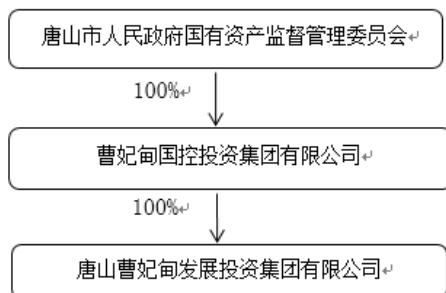 唐山市人民政府国有资产监督管理委员会↵
100%↵
曹妃甸国控投资集团有限公司↵
100%↵
唐山曹妃甸发展投资集团有限公司↵